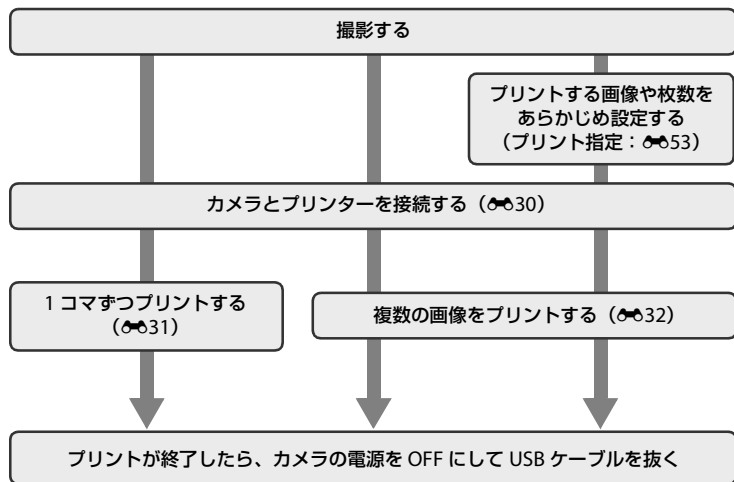 撮影する
プリントする画像や枚数を
あらかじめ設定する
（プリント指定：53）
カメラとプリンターを接続する（30）
1 コマずつプリントする
（31）
複数の画像をプリントする（32）
プリントが終了したら、カメラの電源を OFF にして USB ケーブルを抜く